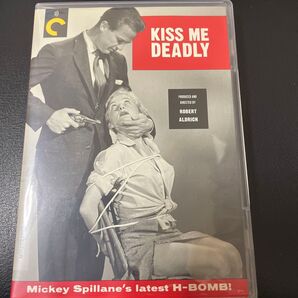 KISS ME
DEADLY
PRODUCED AND
DIRECTED BY
ROBERT
ALDRICH
Mickey Spillane's latest H-BOMB!